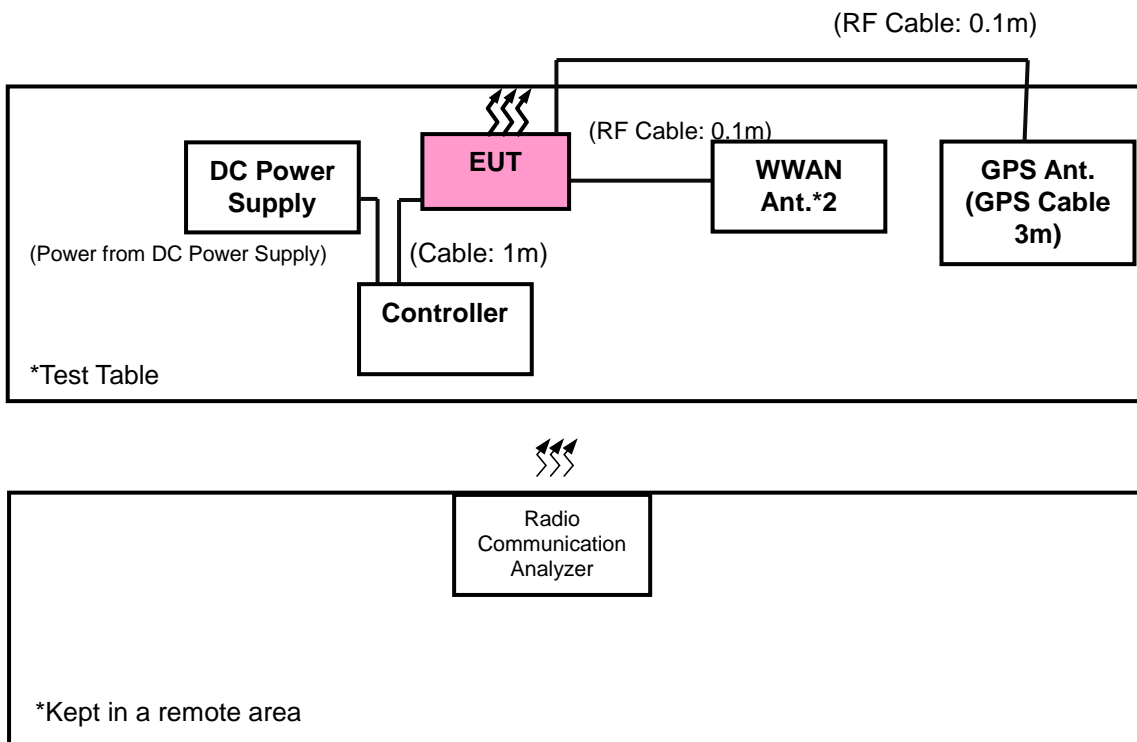 (RF Cable: 0.1m)
(RF Cable: 0.1m)
EUT
DC Power
Supply
WWAN
Ant.*2
GPS Ant.
(GPS Cable
3m)
(Power from DC Power Supply)
(Cable: 1m)
Controller
*Test Table
Radio
Communication
Analyzer
*Kept in a remote area